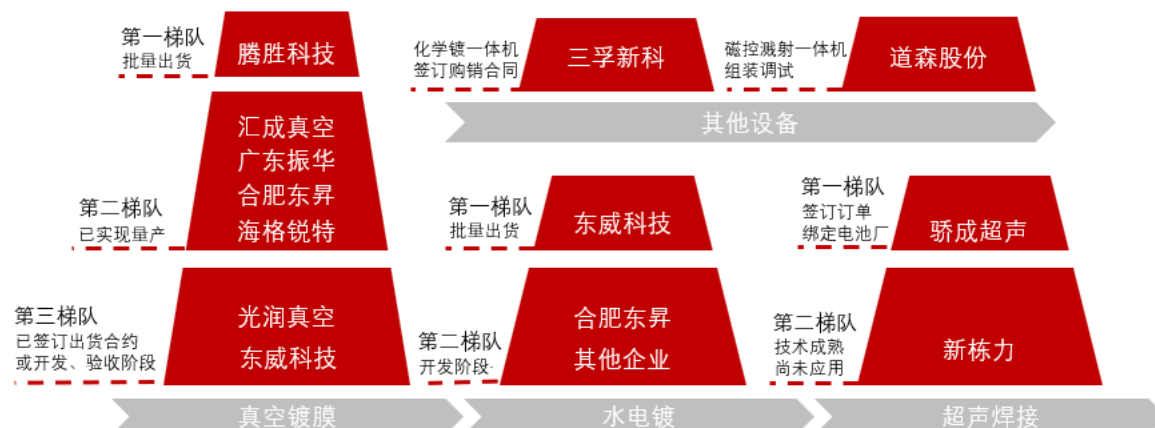 第一梯队
批量出货
腾胜科技
第二梯队
已实现量产
汇成真空
广东振华
合肥东昇
海格锐特
第三梯队
已签订出货合约
或开发、验收阶段
光润真空
东威科技
真空镀膜
化学镀一体机
签订购销合同
三孚新科
磁控溅射一体机
组装调试
道森股份
其他设备
第一梯队
批量出货
东威科技
第二梯队
开发阶段·
合肥东昇
其他企业
水电镀
第一梯队
签订订单
绑定电池厂
骄成超声
第二梯队
技术成熟
尚未应用
新栋力
超声焊接